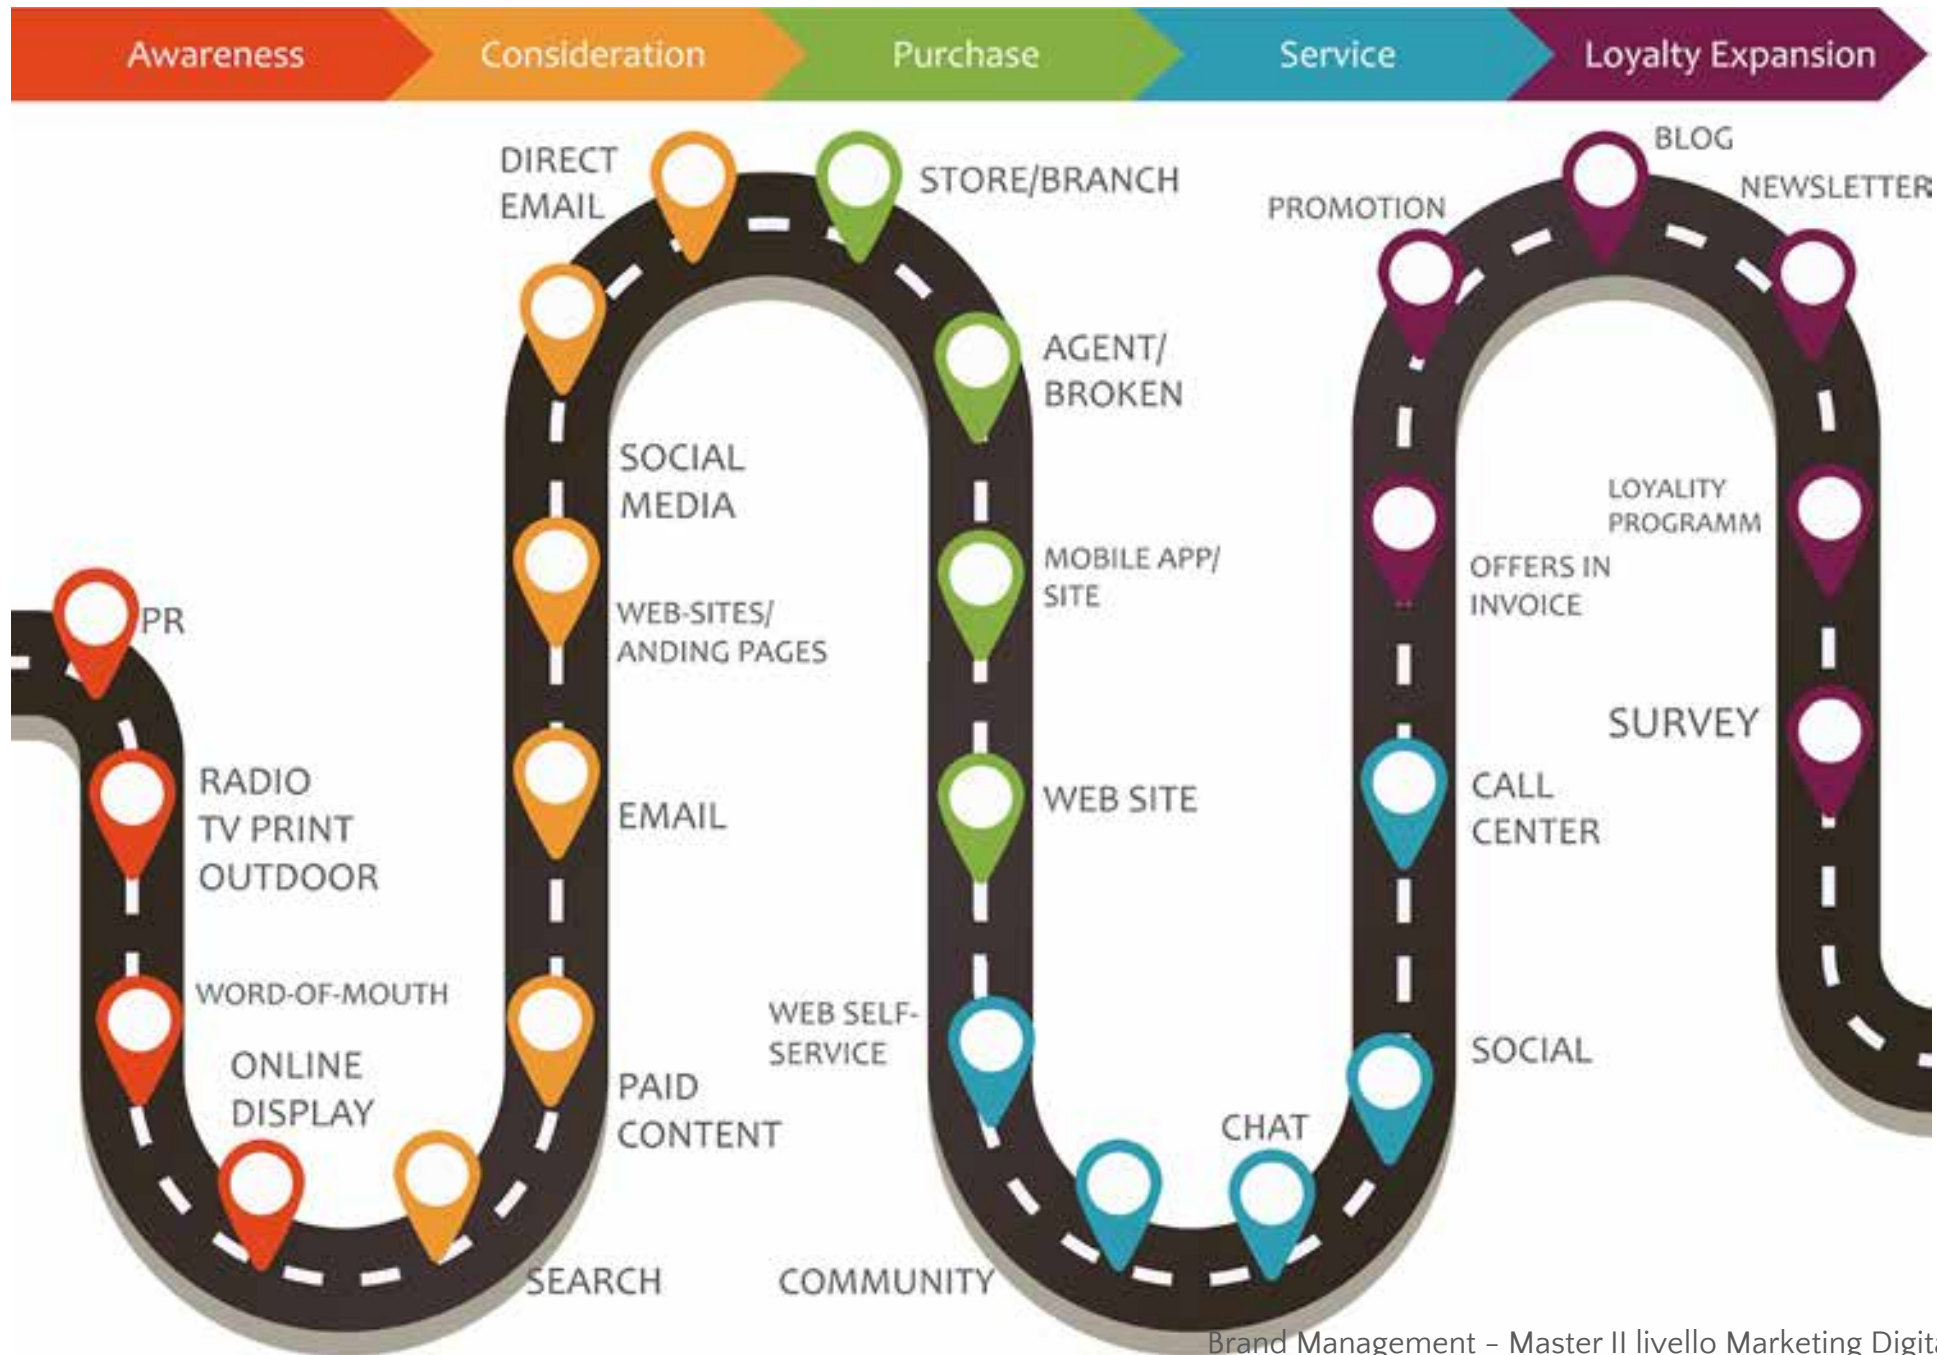 Awareness
Consideration
Purchase
Service
Loyalty Expansion
PR
RADIO
TV PRINT
OUTDOOR
WORD-OF-MOUTH
ONLINE
DISPLAY
SEARCH
PAID
CONTENT
EMAIL
WEB-SITES/
ANDING PAGES
SOCIAL
MEDIA
DIRECT
EMAIL
STORE/BRANCH
AGENT/
BROKEN
MOBILE APP/
SITE
WEB SITE
WEB SELF-
SERVICE
COMMUNITY
CHAT
SOCIAL
CALL
CENTER
OFFERS IN
INVOICE
PROMOTION
BLOG
NEWSLETTER
LOYALITY
PROGRAMM
SURVEY
Brand Management - Master II livello Marketing Digita